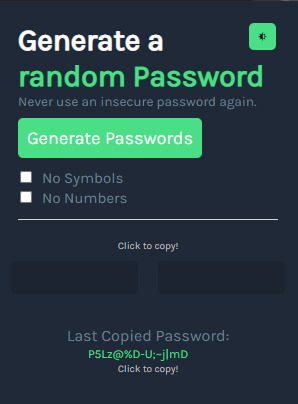 Generate a
random Password
Never use an insecure password again.
Generate Passwords
No Symbols
No Numbers
Click to copy!
Last Copied Password:
P5Lz@%D-U;~j|mD
Click to copy!